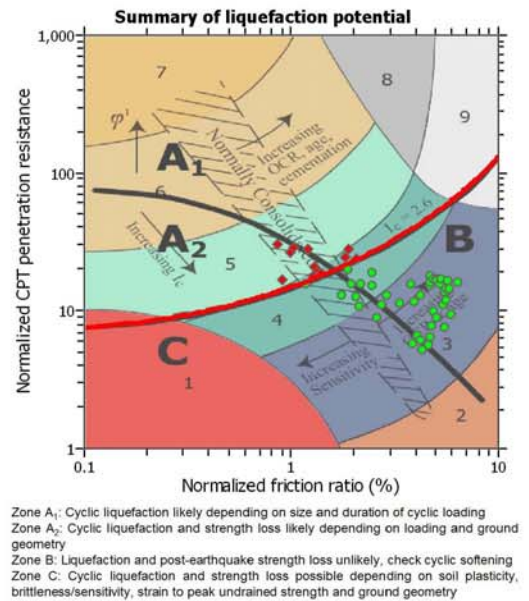 Summary of liquefaction potential
Normalized CPT penetration resistance
1,000
100
10
1
7
8
9
φ'
A1
6
Normally Consolidated
Increasing
OCR, age,
cementation
A2
Increasing Ic
5
Ic = 2.6
B
4
C
1
Increasing
Sensitivity
3
2
0.1
1
10
Normalized friction ratio (%)
Zone A1: Cyclic liquefaction likely depending on size and duration of cyclic loading
Zone A2: Cyclic liquefaction and strength loss likely depending on loading and ground
geometry
Zone B: Liquefaction and post-earthquake strength loss unlikely, check cyclic softening
Zone C: Cyclic liquefaction and strength loss possible depending on soil plasticity,
brittleness/sensitivity, strain to peak undrained strength and ground geometry